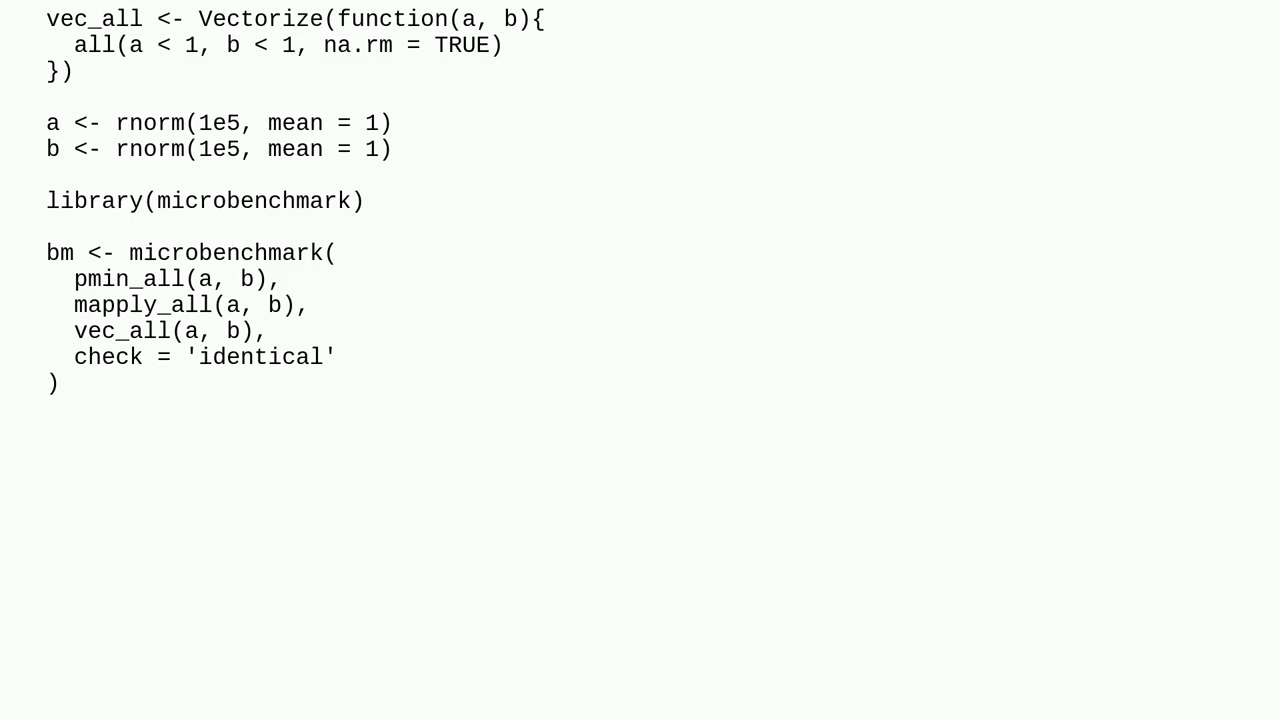 vec_all <- Vectorize(function(a, b){
  all(a < 1, b < 1, na.rm = TRUE)
})
a <- rnorm(1e5, mean = 1)
b <- rnorm(1e5, mean = 1)
library(microbenchmark)
bm <- microbenchmark(
  pmin_all(a, b),
  mapply_all(a, b),
  vec_all(a, b),
  check = 'identical'
)